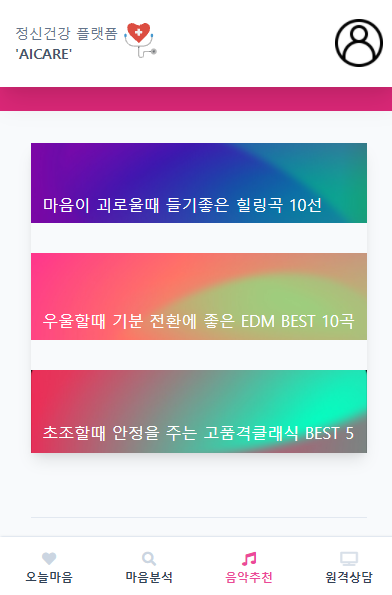 정신건강 플랫폼
'AICARE'
마음이 괴로울때 들기좋은 힐링곡 10선
우울할때 기분 전환에 좋은 EDM BEST 10곡
초조할때 안정을 주는 고품격클래식 BEST 5
오늘마음 마음분석 음악추천 원격상담